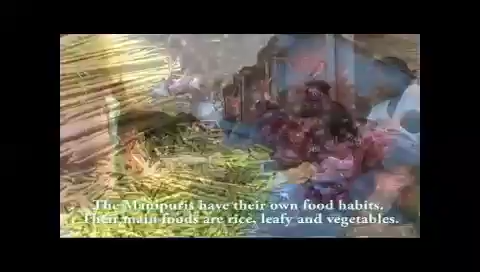 The Manipuris have their own food habits.
Their main foods are rice, leafy and vegetables.